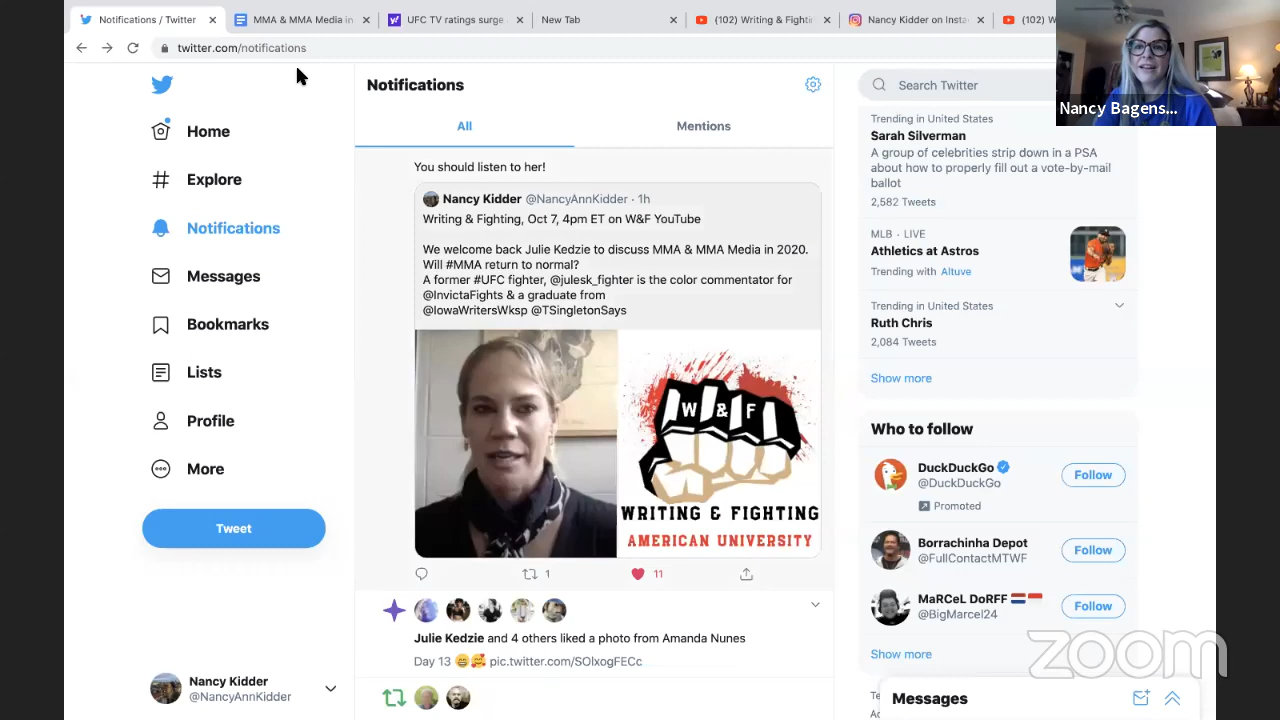 Notifications / Twitter
MMA & MMA Media in
UFC TV ratings surge
New Tab
(102) Writing & Fighti
Nancy Kidder on Insta
(102) W
twitter.com/notifications
Nancy Bagens...
Home
Explore
Notifications
Messages
Bookmarks
Lists
Profile
More
Tweet
Nancy Kidder
@NancyAnnKidder
Notifications
All
Mentions
You should listen to her!
Nancy Kidder @NancyAnnKidder · 1h
Writing & Fighting, Oct 7, 4pm ET on W&F YouTube
We welcome back Julie Kedzie to discuss MMA & MMA Media in 2020.
Will #MMA return to normal?
A former #UFC fighter, @julesk_fighter is the color commentator for
@InvictaFights & a graduate from
@IowaWritersWksp @TSingletonSays
W & F
WRITING & FIGHTING
AMERICAN UNIVERSITY
1
11
Julie Kedzie and 4 others liked a photo from Amanda Nunes
Day 13 😄🥰 pic.twitter.com/SOlxogFECc
Search Twitter
Trending in United States
Sarah Silverman
A group of celebrities strip down in a PSA
about how to properly fill out a vote-by-mail
ballot
2,582 Tweets
MLB · LIVE
Athletics at Astros
Trending with Altuve
Trending in United States
Ruth Chris
2,084 Tweets
Show more
Who to follow
DuckDuckGo
@DuckDuckGo
Follow
Promoted
Borrachinha Depot
@FullContactMTWF
Follow
MaRCeL DoRFF
@BigMarcel24
Follow
Show more
zoom
Messages